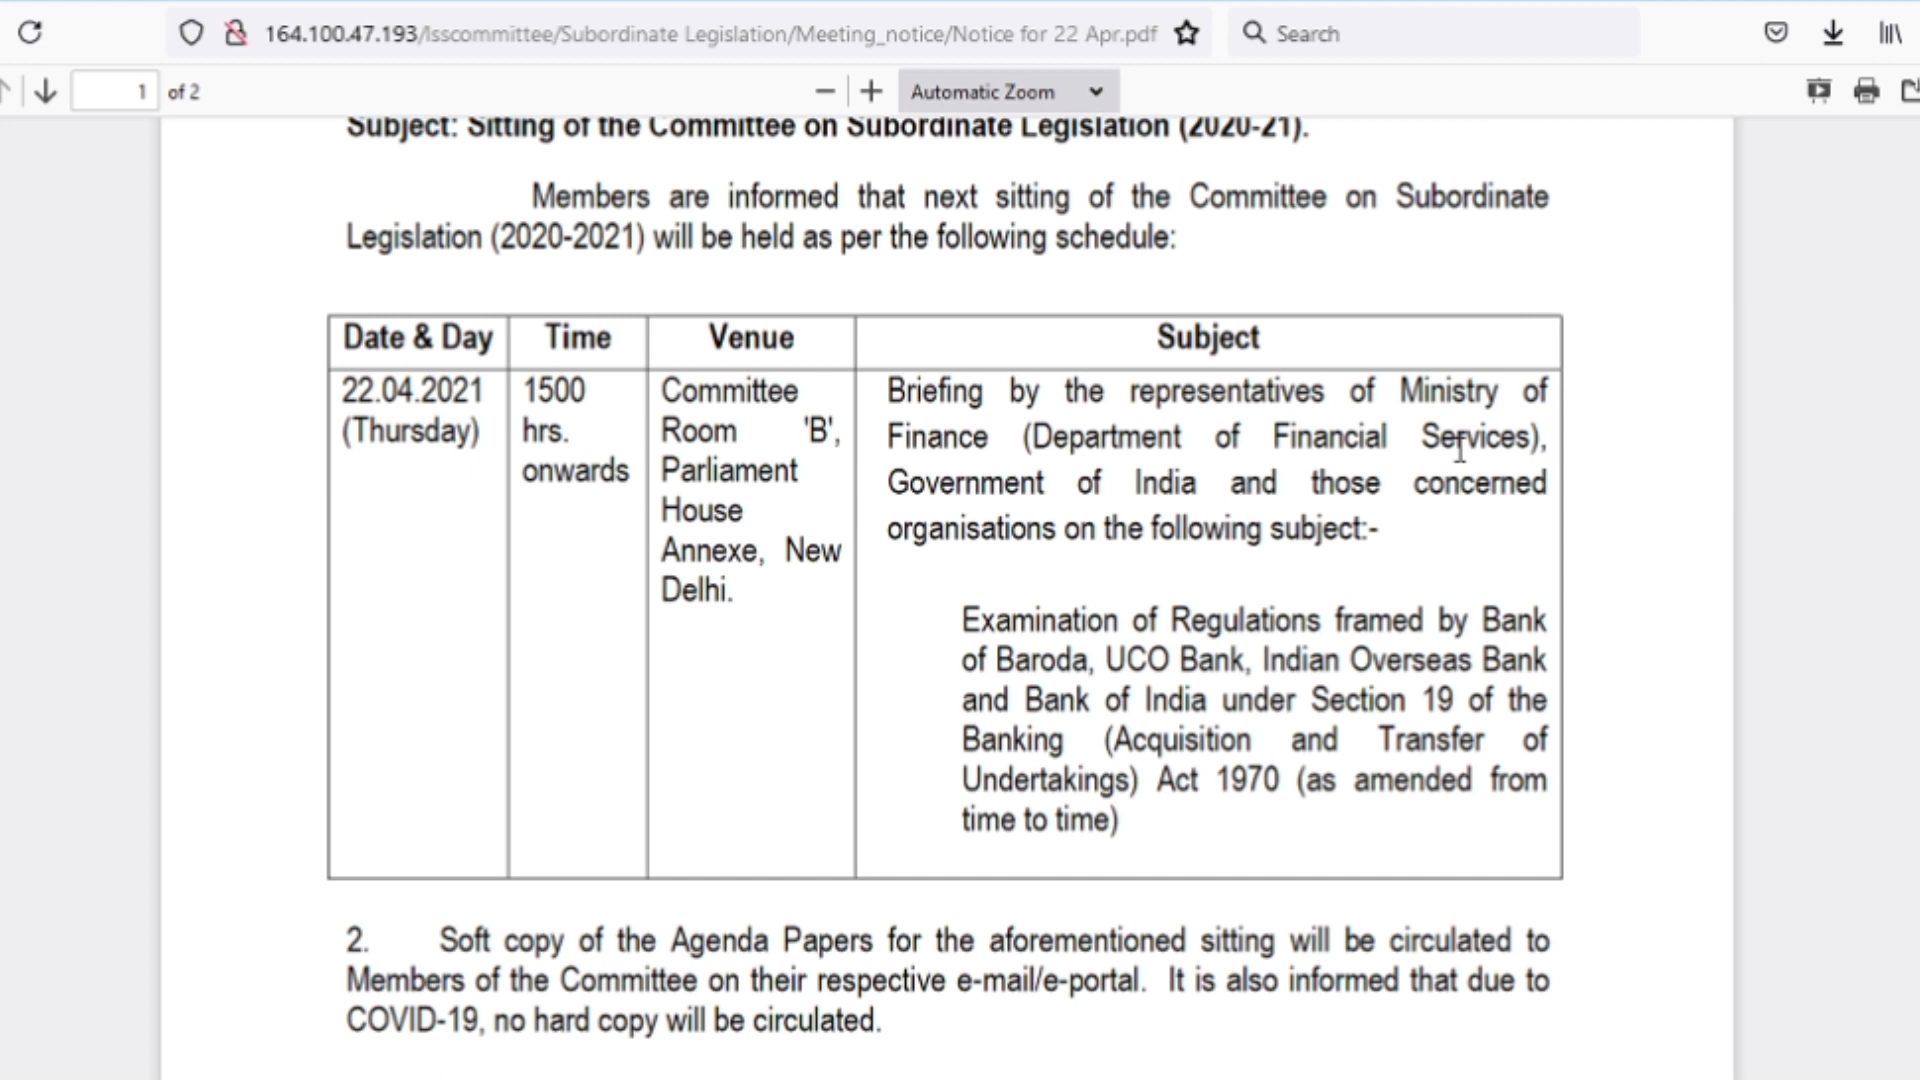 164.100.47.193/lsscommittee/Subordinate Legislation/Meeting_notice/Notice for 22 Apr.pdf
Search
1 of 2
Automatic Zoom
Subject: Sitting of the Committee on Subordinate Legislation (2020-21).
Members are informed that next sitting of the Committee on Subordinate
Legislation (2020-2021) will be held as per the following schedule:
Date & Day
Time
Venue
Subject
22.04.2021
(Thursday)
1500
hrs.
onwards
Committee
Room 'B',
Parliament
House
Annexe, New
Delhi.
Briefing by the representatives of Ministry of
Finance (Department of Financial Services),
Government of India and those concerned
organisations on the following subject:-
Examination of Regulations framed by Bank
of Baroda, UCO Bank, Indian Overseas Bank
and Bank of India under Section 19 of the
Banking (Acquisition and Transfer of
Undertakings) Act 1970 (as amended from
time to time)
2. Soft copy of the Agenda Papers for the aforementioned sitting will be circulated to
Members of the Committee on their respective e-mail/e-portal. It is also informed that due to
COVID-19, no hard copy will be circulated.